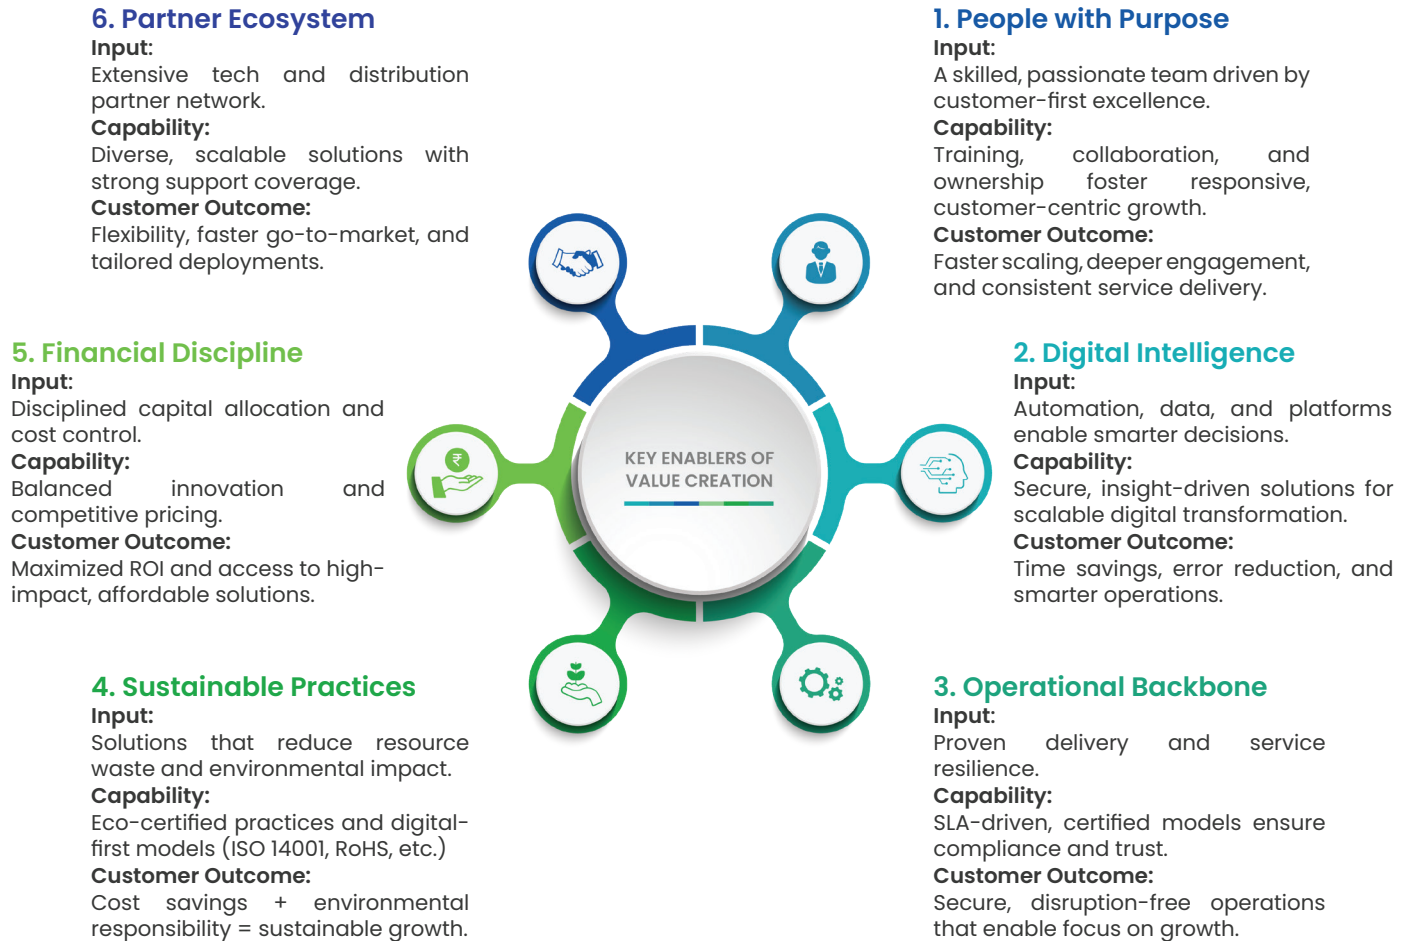 6. Partner Ecosystem
Input:
Extensive tech and distribution
partner network.
Capability:
Diverse, scalable solutions with
strong support coverage.
Customer Outcome:
Flexibility, faster go-to-market, and
tailored deployments.
1. People with Purpose
Input:
A skilled, passionate team driven by
customer-first excellence.
Capability:
Training, collaboration, and
ownership foster responsive,
customer-centric growth.
Customer Outcome:
Faster scaling, deeper engagement,
and consistent service delivery.
5. Financial Discipline
Input:
Disciplined capital allocation and
cost control.
Capability:
Balanced innovation and
competitive pricing.
Customer Outcome:
Maximized ROI and access to high-
impact, affordable solutions.
₹
KEY ENABLERS OF
VALUE CREATION
2. Digital Intelligence
Input:
Automation, data, and platforms
enable smarter decisions.
Capability:
Secure, insight-driven solutions for
scalable digital transformation.
Customer Outcome:
Time savings, error reduction, and
smarter operations.
4. Sustainable Practices
Input:
Solutions that reduce resource
waste and environmental impact.
Capability:
Eco-certified practices and digital-
first models (ISO 14001, RoHS, etc.)
Customer Outcome:
Cost savings + environmental
responsibility = sustainable growth.
3. Operational Backbone
Input:
Proven delivery and service
resilience.
Capability:
SLA-driven, certified models ensure
compliance and trust.
Customer Outcome:
Secure, disruption-free operations
that enable focus on growth.